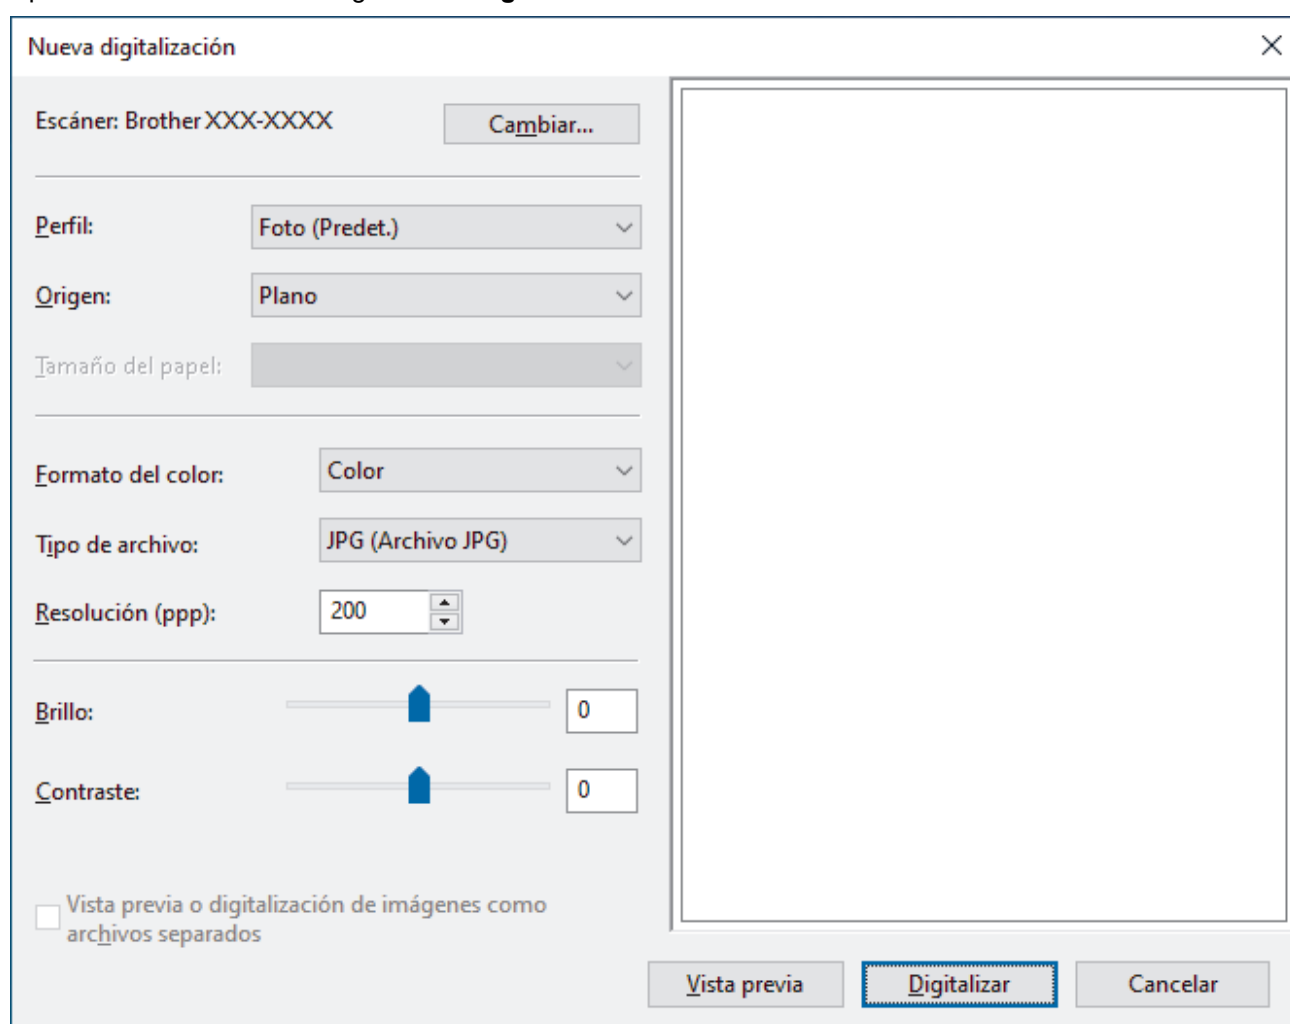 Nueva digitalización
Escáner: Brother XXX-XXXX
Cambiar...
Perfil:
Foto (Predet.)
Origen:
Plano
Tamaño del papel:
Formato del color:
Color
Tipo de archivo:
JPG (Archivo JPG)
Resolución (ppp):
200
Brillo:
0
Contraste:
0
Vista previa o digitalización de imágenes como
archivos separados
Vista previa
Digitalizar
Cancelar